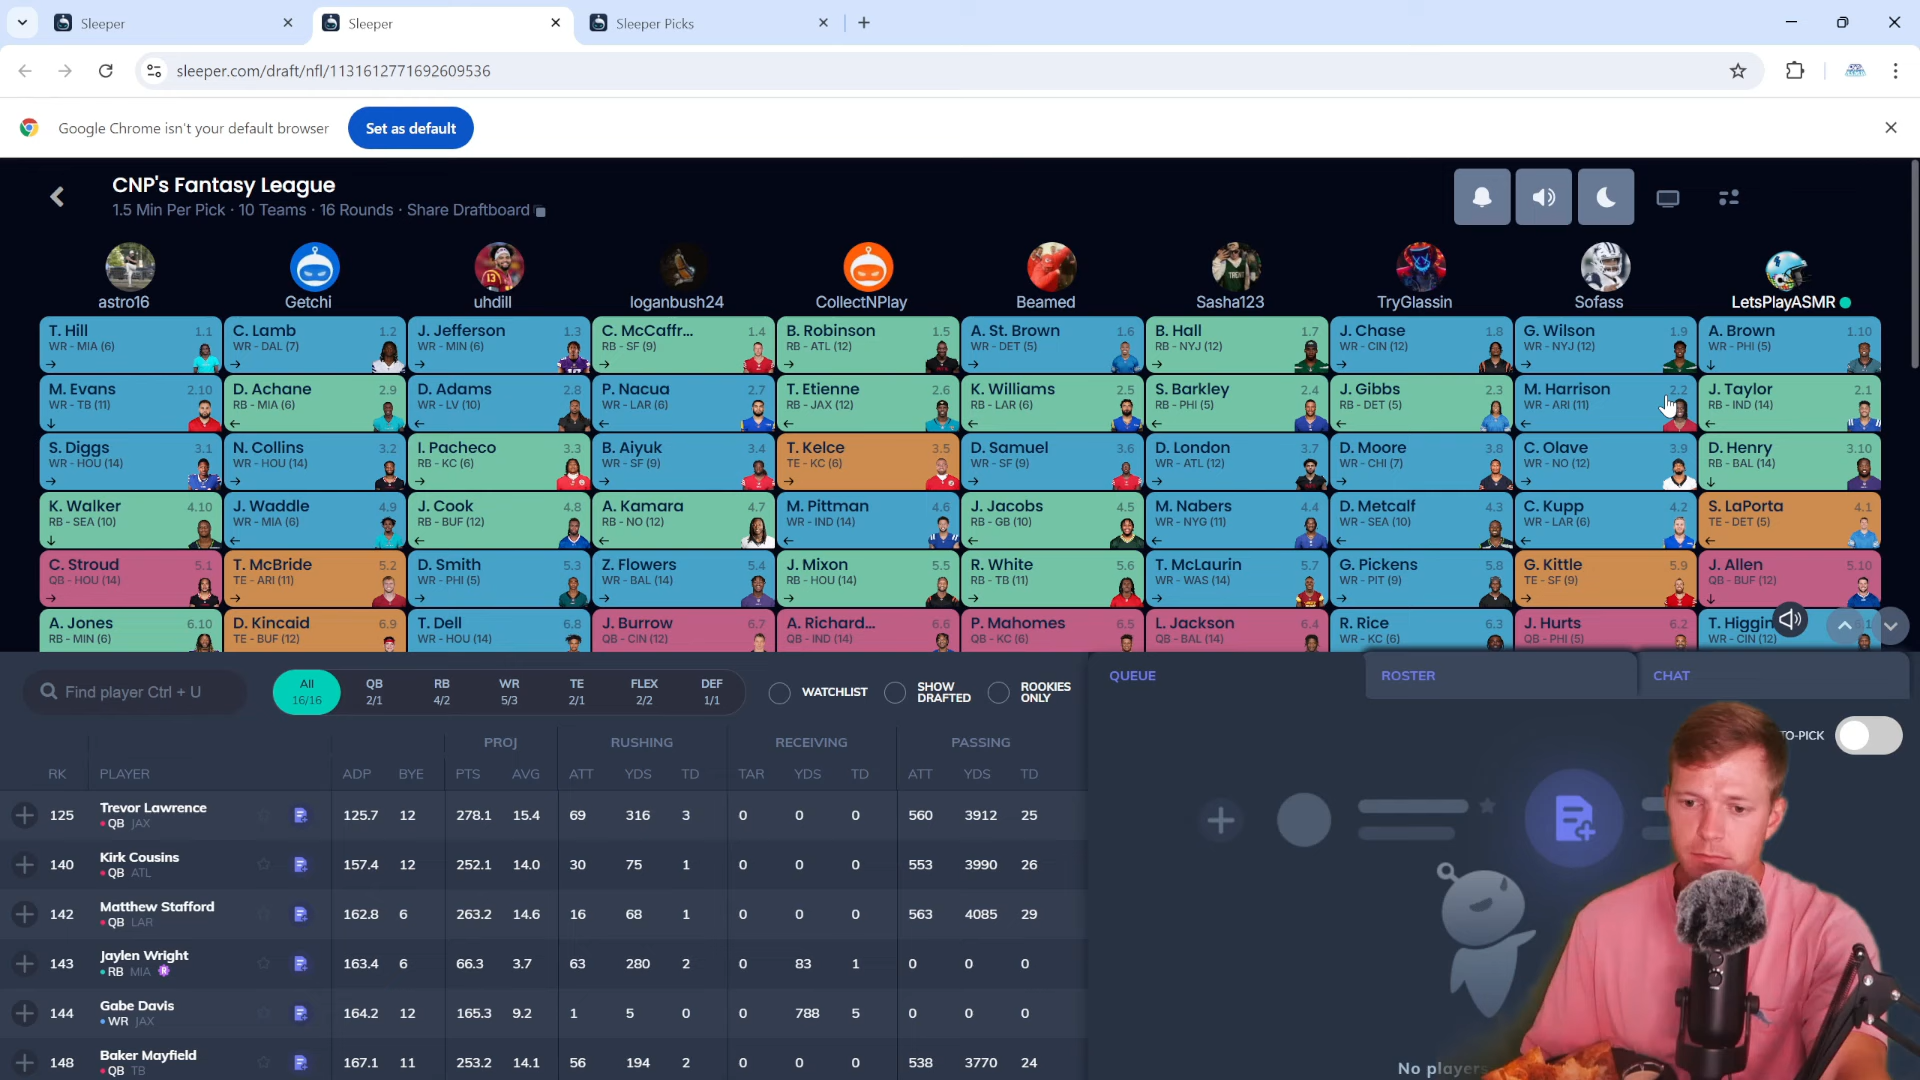 Sleeper
Sleeper
Sleeper Picks
sleeper.com/draft/nfl/1131612771692609536
Google Chrome isn't your default browser
Set as default
CNP's Fantasy League
1.5 Min Per Pick · 10 Teams · 16 Rounds · Share Draftboard
astro16 Getchi uhdill loganbush24 CollectNPlay Beamed Sasha123 TryGlassin Sofass LetsPlayASMR
T. Hill 1.1 C. Lamb 1.2 J. Jefferson 1.3 C. McCaffr... 1.4 B. Robinson 1.5 A. St. Brown 1.6 B. Hall 1.7 J. Chase 1.8 G. Wilson 1.9 A. Brown 1.10
WR - MIA (6) WR - DAL (7) WR - MIN (6) RB - SF (9) RB - ATL (12) WR - DET (5) RB - NYJ (12) WR - CIN (12) WR - NYJ (12) WR - PHI (5)
M. Evans 2.10 D. Achane 2.9 D. Adams 2.8 P. Nacua 2.7 T. Etienne 2.6 K. Williams 2.5 S. Barkley 2.4 J. Gibbs 2.3 M. Harrison 2.2 J. Taylor 2.1
WR - TB (11) RB - MIA (6) WR - LV (10) WR - LAR (6) RB - JAX (12) RB - LAR (6) RB - PHI (5) RB - DET (5) WR - ARI (11) RB - IND (14)
S. Diggs 3.1 N. Collins 3.2 I. Pacheco 3.3 B. Aiyuk 3.4 T. Kelce 3.5 D. Samuel 3.6 D. London 3.7 D. Moore 3.8 C. Olave 3.9 D. Henry 3.10
WR - HOU (14) WR - HOU (14) RB - KC (6) WR - SF (9) TE - KC (6) WR - SF (9) WR - ATL (12) WR - CHI (7) WR - NO (12) RB - BAL (14)
K. Walker 4.10 J. Waddle 4.9 J. Cook 4.8 A. Kamara 4.7 M. Pittman 4.6 J. Jacobs 4.5 M. Nabers 4.4 D. Metcalf 4.3 C. Kupp 4.2 S. LaPorta 4.1
RB - SEA (10) WR - MIA (6) RB - BUF (12) RB - NO (12) WR - IND (14) RB - GB (10) WR - NYG (11) WR - SEA (10) WR - LAR (6) TE - DET (5)
C. Stroud 5.1 T. McBride 5.2 D. Smith 5.3 Z. Flowers 5.4 J. Mixon 5.5 R. White 5.6 T. McLaurin 5.7 G. Pickens 5.8 G. Kittle 5.9 J. Allen 5.10
QB - HOU (14) TE - ARI (11) WR - PHI (5) WR - BAL (14) RB - HOU (14) RB - TB (11) WR - WAS (14) WR - PIT (9) TE - SF (9) QB - BUF (12)
A. Jones 6.10 D. Kincaid 6.9 T. Dell 6.8 J. Burrow 6.7 A. Richard... 6.6 P. Mahomes 6.5 L. Jackson 6.4 R. Rice 6.3 J. Hurts 6.2
RB - MIN (6) TE - BUF (12) WR - HOU (14) QB - CIN (12) QB - IND (14) QB - KC (6) QB - BAL (14) WR - KC (6) QB - PHI (5) WR - CIN (12)
Find player Ctrl + U
All QB RB WR TE FLEX DEF
16/16 2/1 4/2 5/3 2/1 2/2 1/1
WATCHLIST SHOW DRAFTED ROOKIES ONLY
QUEUE ROSTER CHAT
PROJ RUSHING RECEIVING PASSING
RK PLAYER ADP BYE PTS AVG ATT YDS TD TAR YDS TD ATT YDS TD
125 Trevor Lawrence 125.7 12 278.1 15.4 69 316 3 0 0 0 560 3912 25
QB JAX
140 Kirk Cousins 157.4 12 252.1 14.0 30 75 1 0 0 0 553 3990 26
QB ATL
142 Matthew Stafford 162.8 6 263.2 14.6 16 68 1 0 0 0 563 4085 29
QB LAR
143 Jaylen Wright 163.4 6 66.3 3.7 63 280 2 0 83 1 0 0 0
RB MIA R
144 Gabe Davis 164.2 12 165.3 9.2 1 5 0 0 788 5 0 0 0
WR JAX
148 Baker Mayfield 167.1 11 253.2 14.1 56 194 2 0 0 0 538 3770 24
QB TB
No